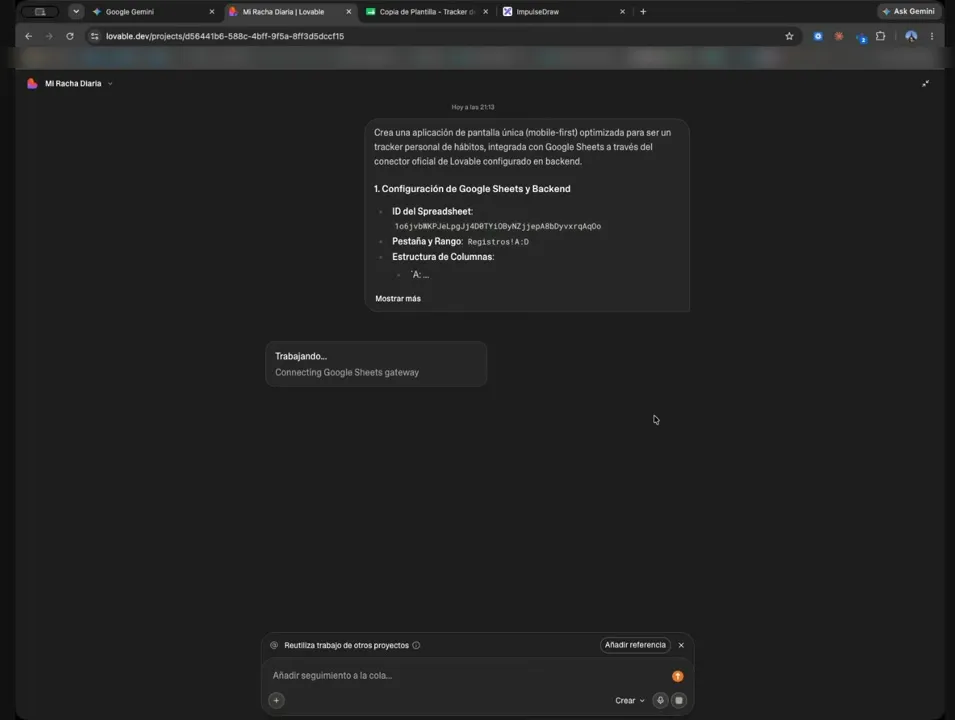 Google Gemini
Mi Racha Diaria | Lovable
Copia de Plantilla - Tracker d
ImpulseDraw
Ask Gemini
lovable.dev/projects/d56441b6-588c-4bff-9f5a-8ff3d5dccf15
2
Mi Racha Diaria
Hoy a las 21:13
Crea una aplicación de pantalla única (mobile-first) optimizada para ser un
tracker personal de hábitos, integrada con Google Sheets a través del
conector oficial de Lovable configurado en backend.
1. Configuración de Google Sheets y Backend
ID del Spreadsheet:
1o6jvbWKPJeLpgJj4D0TYiOByNZjjepA8bDyvxrqAqOo
Pestaña y Rango: Registros!A:D
Estructura de Columnas:
`A: ...
Mostrar más
Trabajando...
Connecting Google Sheets gateway
Reutiliza trabajo de otros proyectos
Añadir referencia
Añadir seguimiento a la cola...
Crear